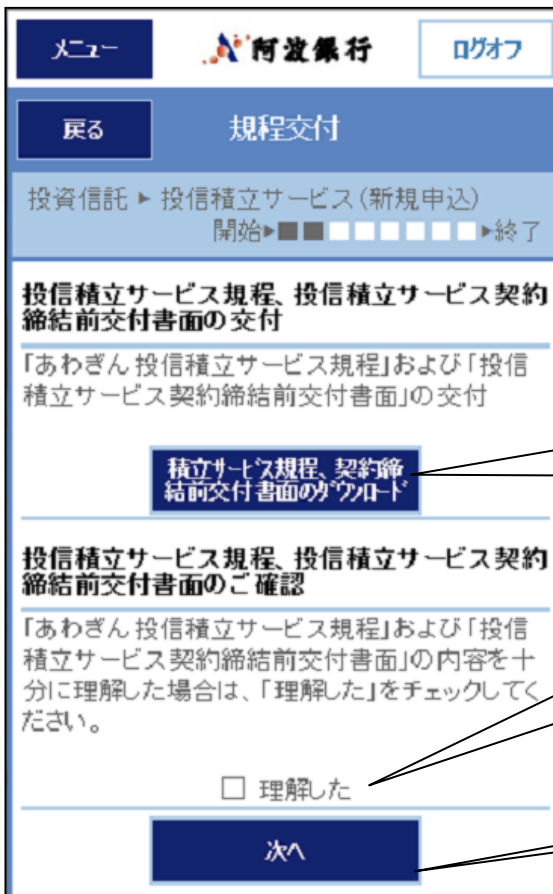 メニュー
阿波銀行
ログオフ
戻る
規程交付
投資信託▶投信積立サービス(新規申込)
開始▶■■□□□□□□▶終了
投信積立サービス規程、投信積立サービス契約
締結前交付書面の交付
「あわぎん投信積立サービス規程」および「投信
積立サービス契約締結前交付書面」の交付
積立サービス規程、契約締
結前交付書面のダウンロード
投信積立サービス規程、投信積立サービス契約
締結前交付書面のご確認
「あわぎん投信積立サービス規程」および「投信
積立サービス契約締結前交付書面」の内容を十
分に理解した場合は、「理解した」をチェックしてく
ださい。
□ 理解した
次へ